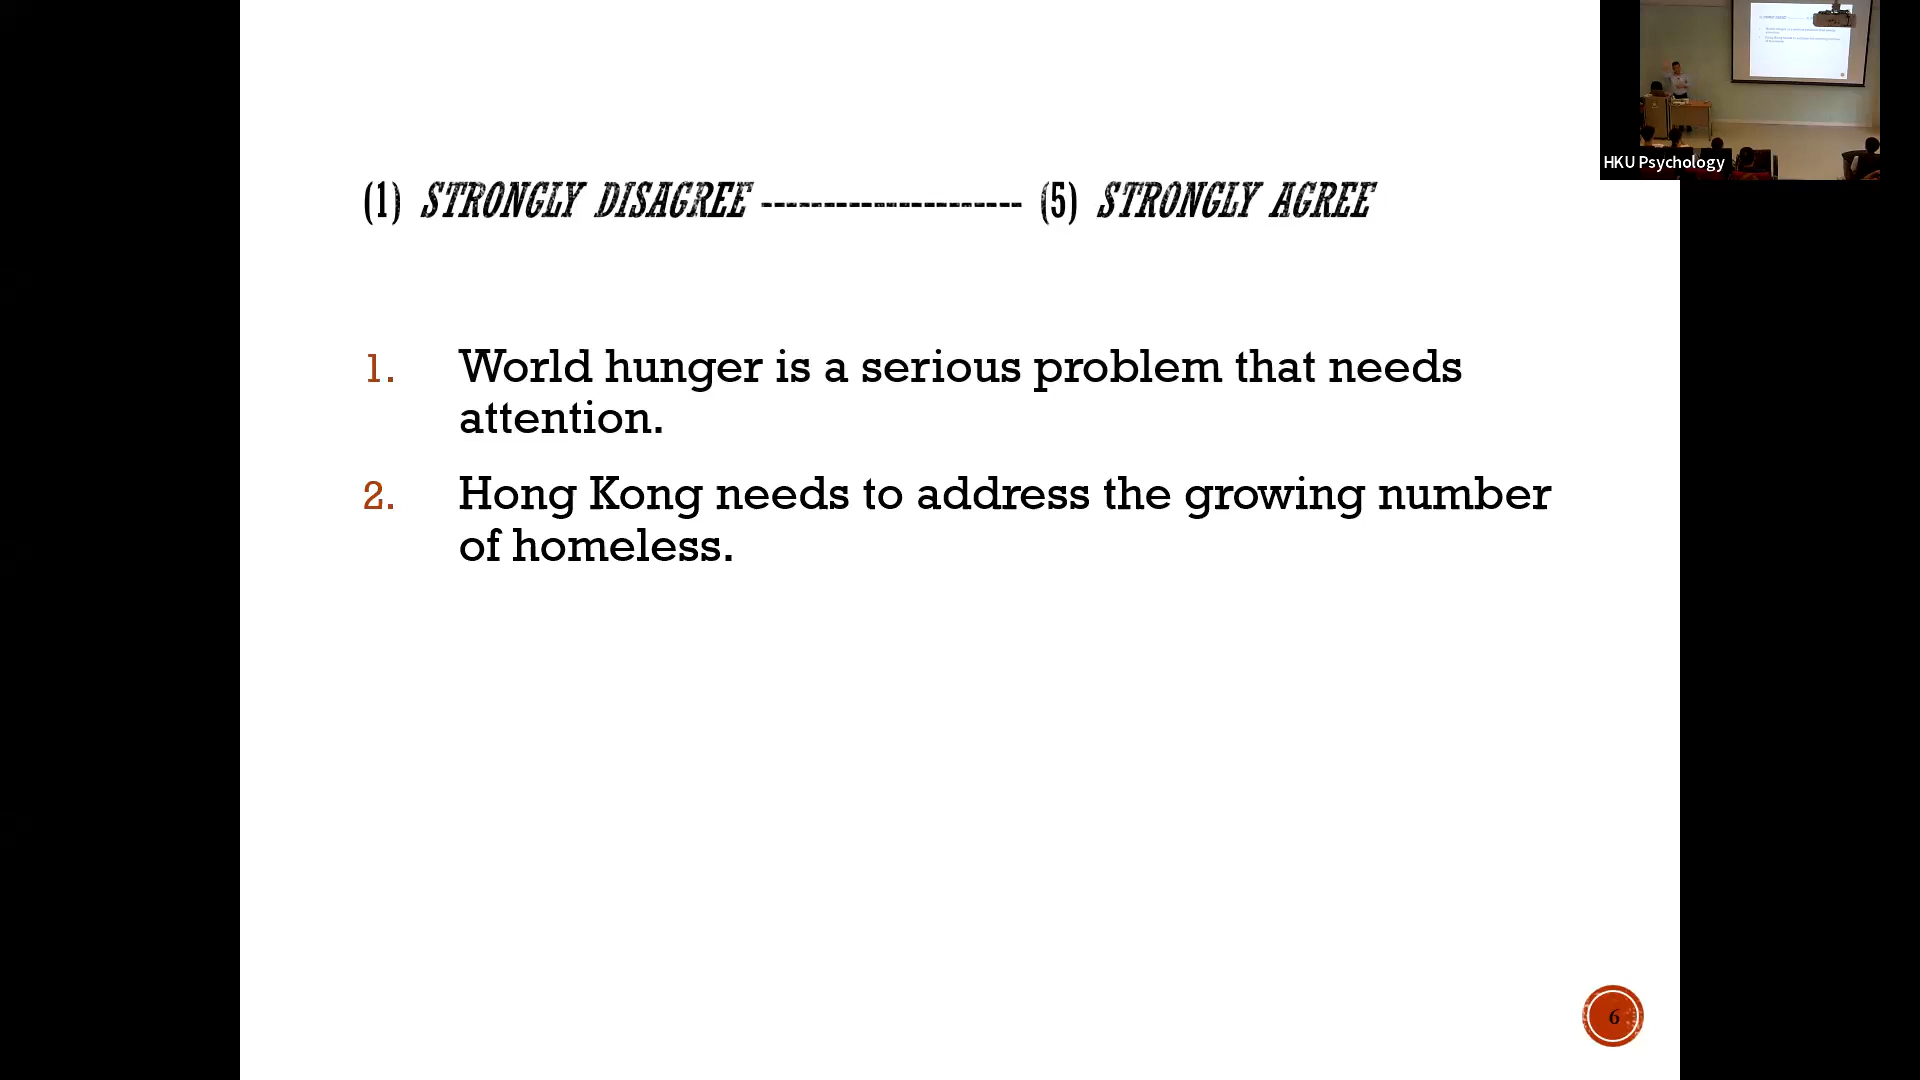 HKU Psychology
(1) STRONGLY DISAGREE --------------------- (5) STRONGLY AGREE
1. World hunger is a serious problem that needs
attention.
2. Hong Kong needs to address the growing number
of homeless.
6